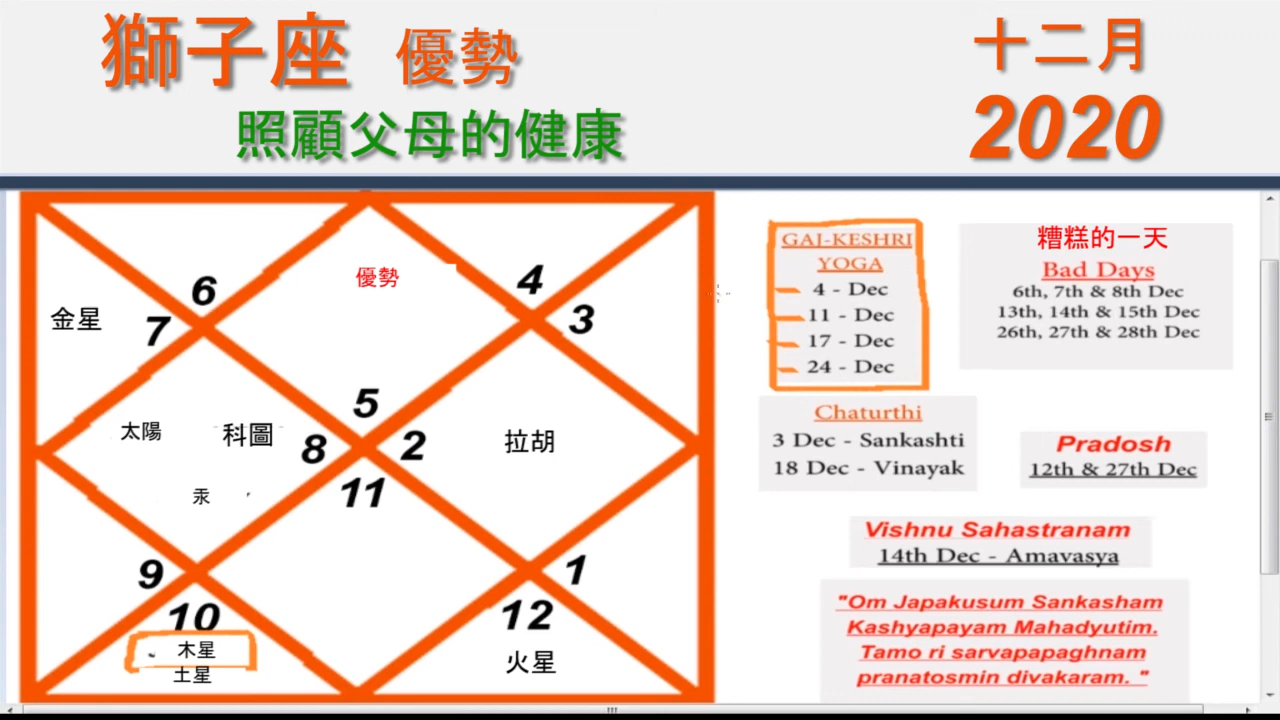 獅子座 優勢
照顧父母的健康
十二月
2020
優勢
6
4
金星
7
3
5
太陽
科圖
8
2
拉胡
汞
11
9
1
10
12
木星
土星
火星
GAJ-KESHRI
YOGA
4 - Dec
11 - Dec
17 - Dec
24 - Dec
糟糕的一天
Bad Days
6th, 7th & 8th Dec
13th, 14th & 15th Dec
26th, 27th & 28th Dec
Chaturthi
3 Dec - Sankashti
18 Dec - Vinayak
Pradosh
12th & 27th Dec
Vishnu Sahastranam
14th Dec - Amavasya
"Om Japakusum Sankasham
Kashyapayam Mahadyutim.
Tamo ri sarvapapaghnam
pranatosmin divakaram. "